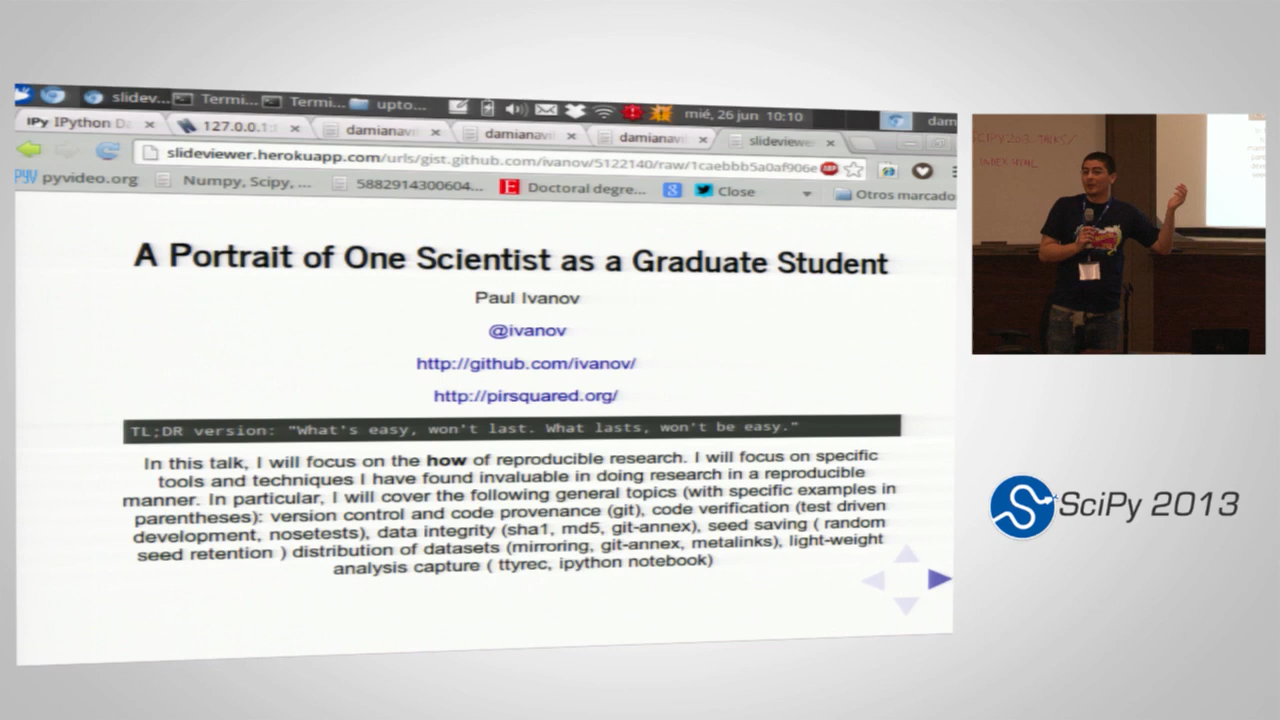 slidev...
Termi...
Termi...
upto...
mié, 26 jun 10:10
dam
IPy IPython Da
127.0.0.1:
damianavi
damianavi
damianavi
slideviewer
slideviewer.herokuapp.com/urls/gist.github.com/ivanov/5122140/raw/1caebbb5a0af906e
ABP
pyvideo.org
Numpy, Scipy, ...
5882914300604...
E Doctoral degre...
Close
Otros marcado
A Portrait of One Scientist as a Graduate Student
Paul Ivanov
@ivanov
http://github.com/ivanov/
http://pirsquared.org/
TL;DR version: "What's easy, won't last. What lasts, won't be easy."
In this talk, I will focus on the how of reproducible research. I will focus on specific
tools and techniques I have found invaluable in doing research in a reproducible
manner. In particular, I will cover the following general topics (with specific examples in
parentheses): version control and code provenance (git), code verification (test driven
development, nosetests), data integrity (sha1, md5, git-annex), seed saving ( random
seed retention ) distribution of datasets (mirroring, git-annex, metalinks), light-weight
analysis capture ( ttyrec, ipython notebook)
SciPy 2013